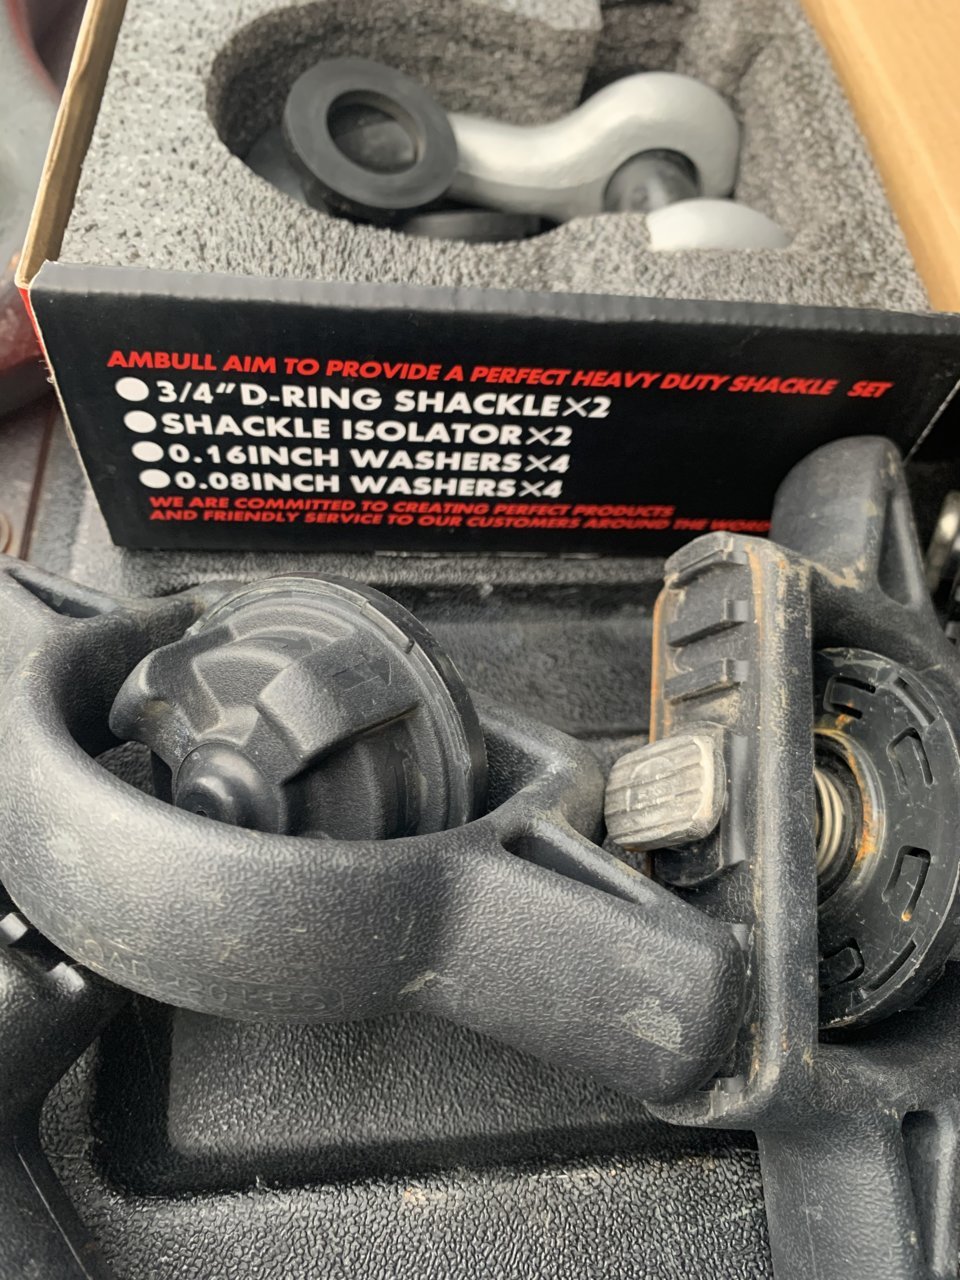 AMBULL AIM TO PROVIDE A PERFECT HEAVY DUTY SHACKLE SET
3/4"D-RING SHACKLE×2
SHACKLE ISOLATOR×2
0.16INCH WASHERS×4
0.08INCH WASHERS×4
WE ARE COMMITTED TO CREATING PERFECT PRODUCTS
AND FRIENDLY SERVICE TO OUR CUSTOMERS AROUND THE WORD